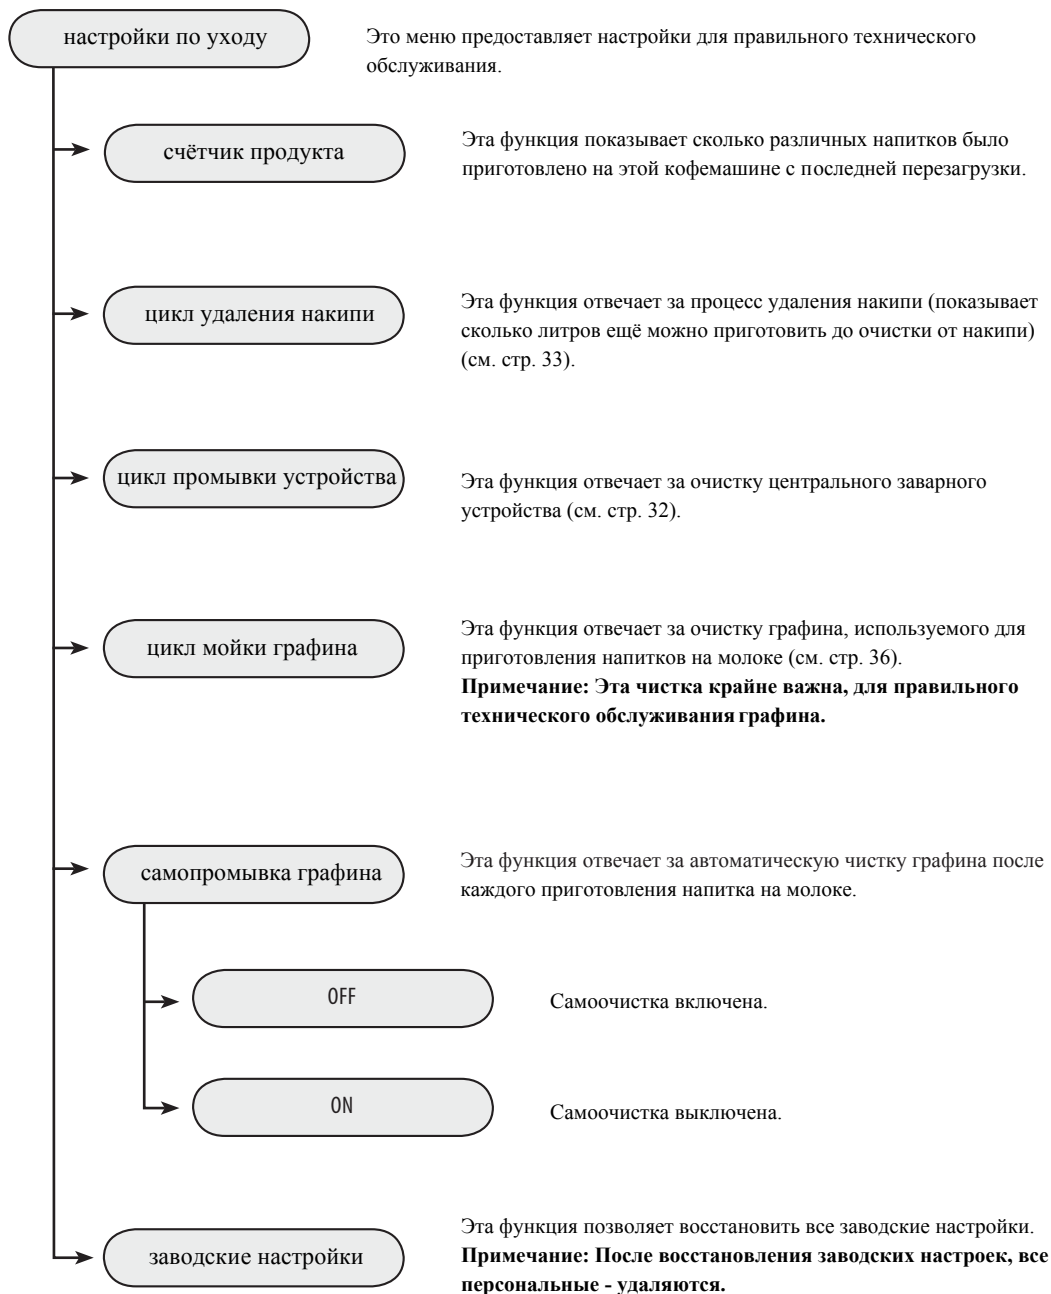 настройки по уходу
Это меню предоставляет настройки для правильного технического
обслуживания.
счётчик продукта
Эта функция показывает сколько различных напитков было
приготовлено на этой кофемашине с последней перезагрузки.
цикл удаления накипи
Эта функция отвечает за процесс удаления накипи (показывает
сколько литров ещё можно приготовить до очистки от накипи)
(см. стр. 33).
цикл промывки устройства
Эта функция отвечает за очистку центрального заварного
устройства (см. стр. 32).
цикл мойки графина
Эта функция отвечает за очистку графина, используемого для
приготовления напитков на молоке (см. стр. 36).
Примечание: Эта чистка крайне важна, для правильного
технического обслуживания графина.
самопромывка графина
Эта функция отвечает за автоматическую чистку графина после
каждого приготовления напитка на молоке.
OFF
Самоочистка включена.
ON
Самоочистка выключена.
заводские настройки
Эта функция позволяет восстановить все заводские настройки.
Примечание: После восстановления заводских настроек, все
персональные - удаляются.